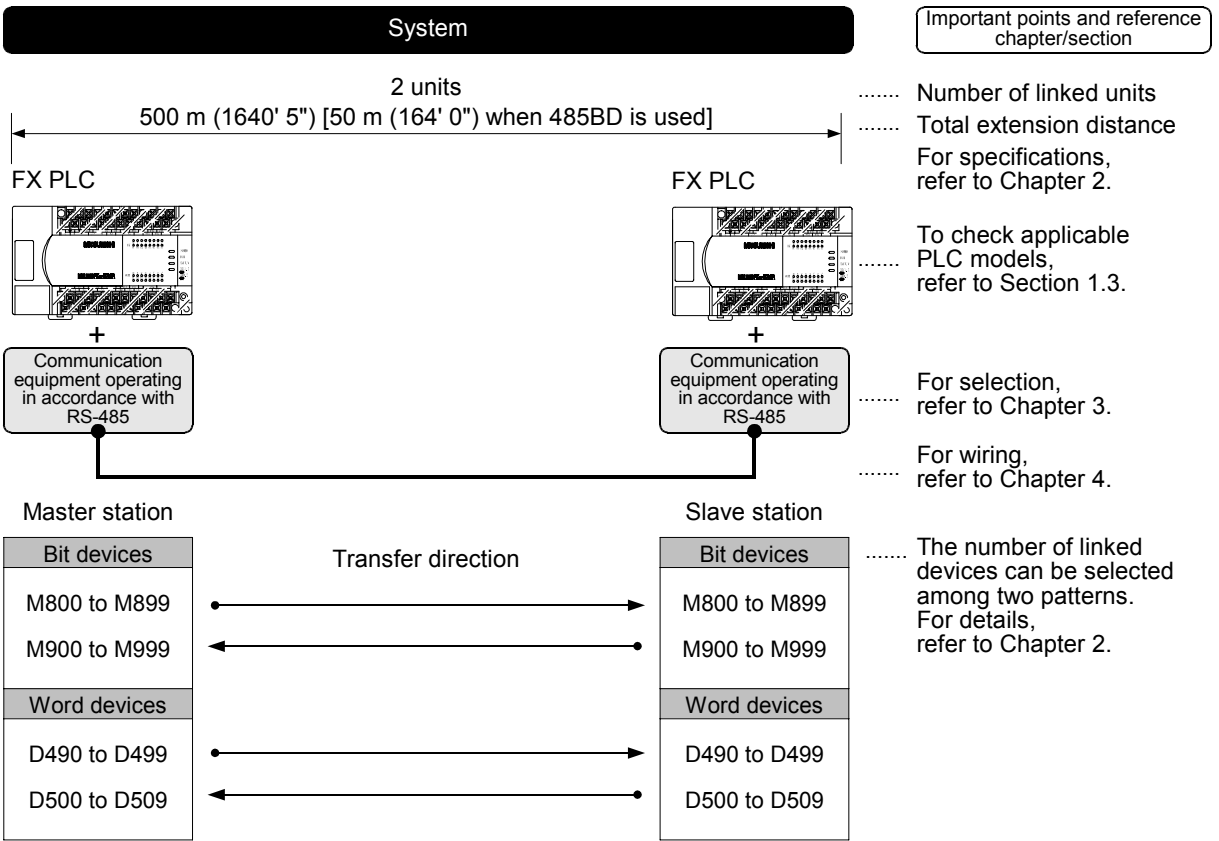 System
Important points and reference
chapter/section
2 units
500 m (1640' 5") [50 m (164' 0") when 485BD is used]
....... Number of linked units
....... Total extension distance
For specifications,
refer to Chapter 2.
FX PLC
FX PLC
To check applicable
....... PLC models,
refer to Section 1.3.
+
+
Communication
equipment operating
in accordance with
RS-485
Communication
equipment operating
in accordance with
RS-485
For selection,
....... refer to Chapter 3.
For wiring,
....... refer to Chapter 4.
Master station
Slave station
Bit devices
Transfer direction
Bit devices
M800 to M899
M800 to M899
M900 to M999
M900 to M999
Word devices
Word devices
D490 to D499
D490 to D499
D500 to D509
D500 to D509
....... The number of linked
devices can be selected
among two patterns.
For details,
refer to Chapter 2.